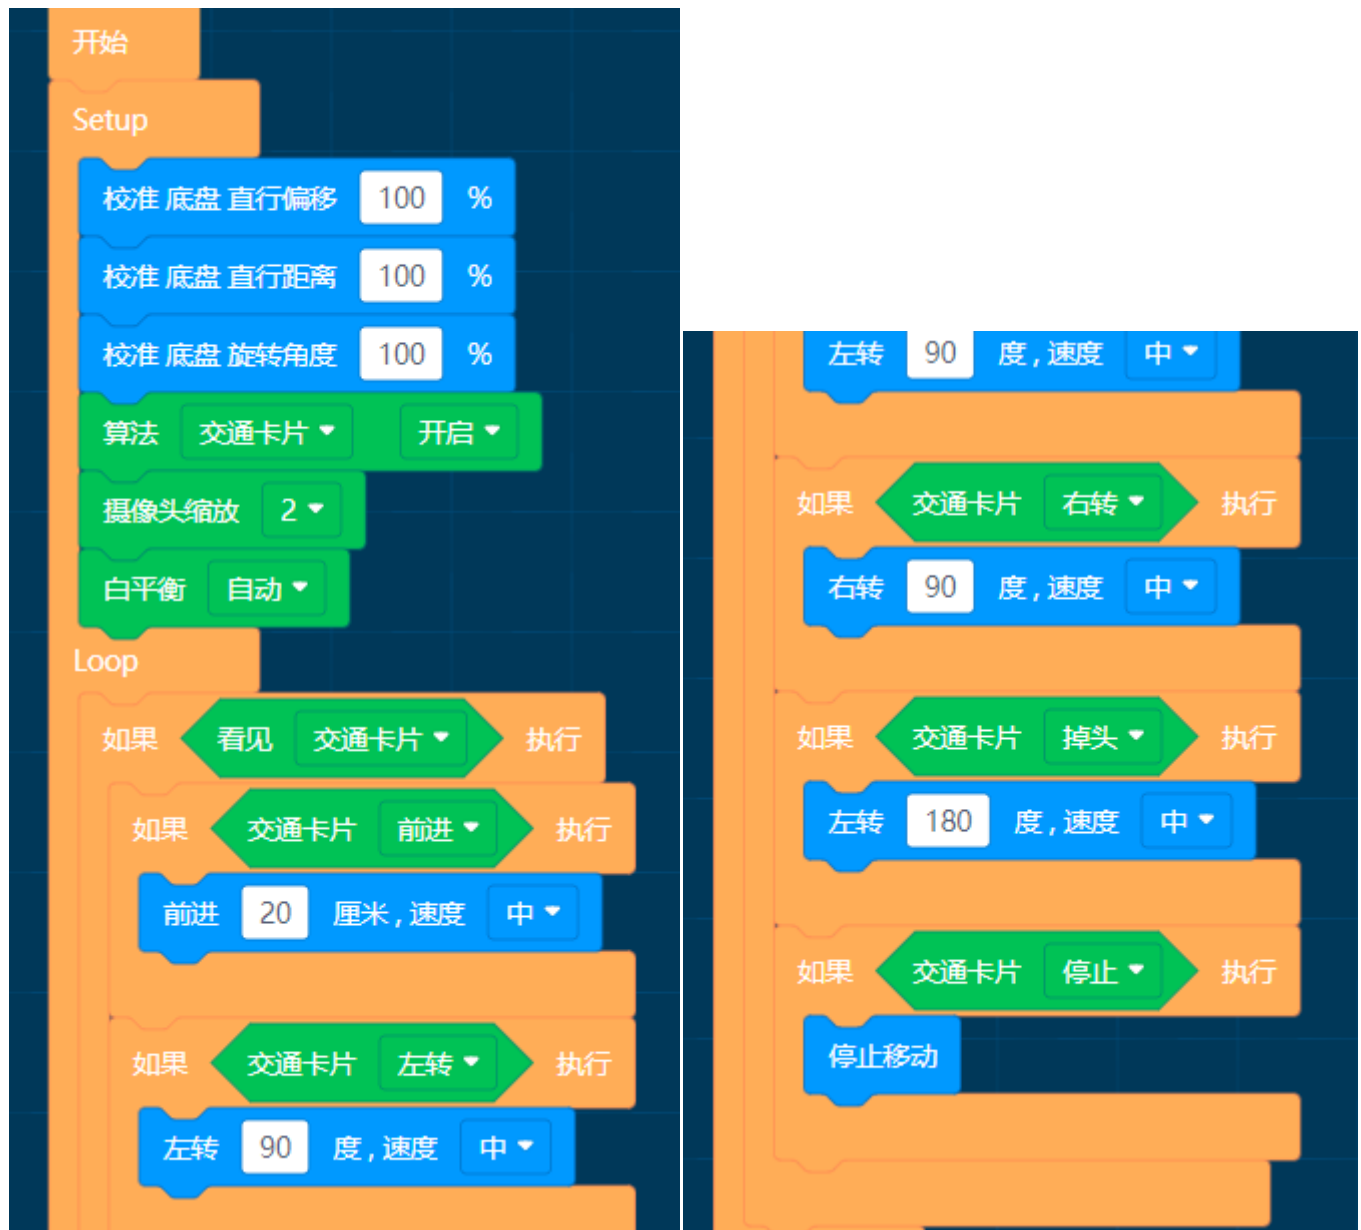 开始
Setup
校准 底盘 直行偏移 100 %
校准 底盘 直行距离 100 %
校准 底盘 旋转角度 100 %
算法 交通卡片 开启
摄像头缩放 2
白平衡 自动
Loop
如果 看见 交通卡片 执行
如果 交通卡片 前进 执行
前进 20 厘米 , 速度 中
如果 交通卡片 左转 执行
左转 90 度 , 速度 中
左转 90 度 , 速度 中
如果 交通卡片 右转 执行
右转 90 度 , 速度 中
如果 交通卡片 掉头 执行
左转 180 度 , 速度 中
如果 交通卡片 停止 执行
停止移动